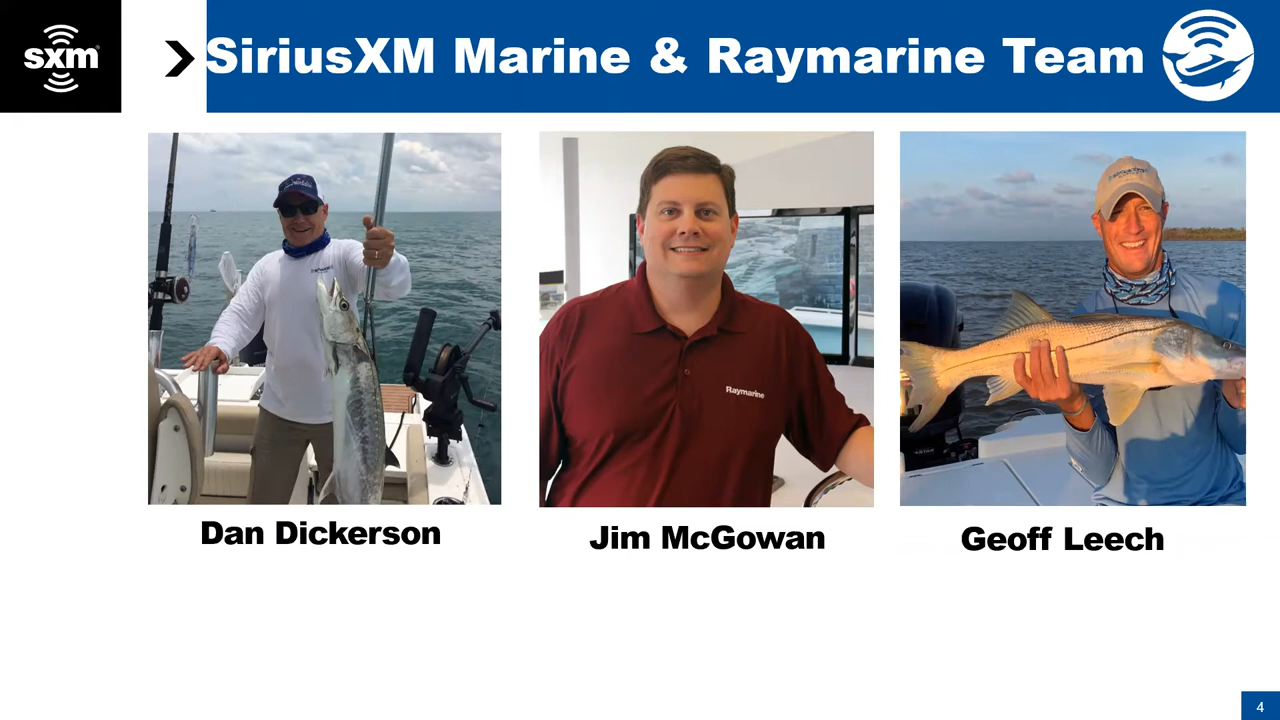 sxm
SiriusXM Marine & Raymarine Team
Raymarine
Dan Dickerson
Jim McGowan
Geoff Leech
4